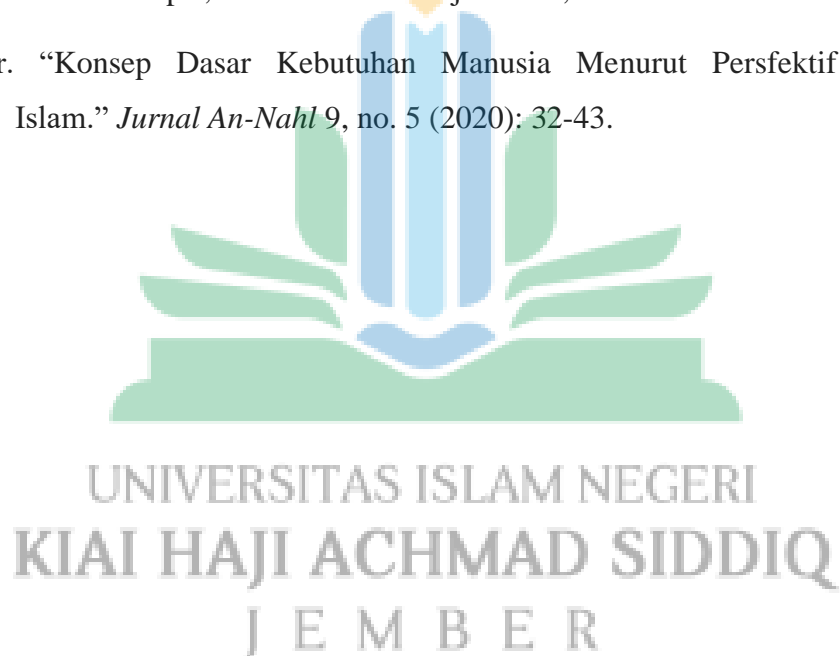 r. “Konsep Dasar Kebutuhan Manusia Menurut Persfektif
Islam.” Jurnal An-Nahl 9, no. 5 (2020): 32-43.
UNIVERSITAS ISLAM NEGERI
KIAI HAJI ACHMAD SIDDIQ
JEMBER